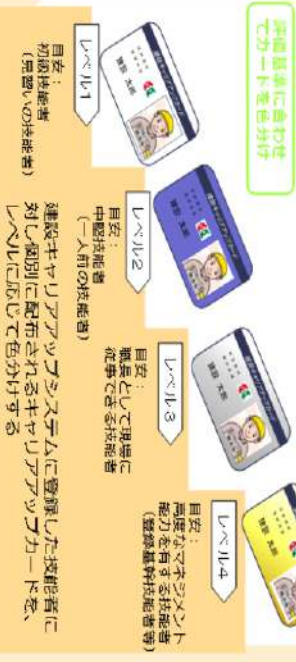 評価基準に合わせ
てカードを色分け
レベル1
目安：
初級技能者
（見習いの技能者）
レベル2
目安：
中堅技能者
（一人前の技能者）
レベル3
目安：
職長として現場に
従事できる技能者
レベル4
目安：
高度なマネジメント
能力を有する技能者
（登録基幹技能者等）
建設キャリアアップシステムに登録した技能者に
対し個別に配布されるキャリアアップカードを、
レベルに応じて色分けする